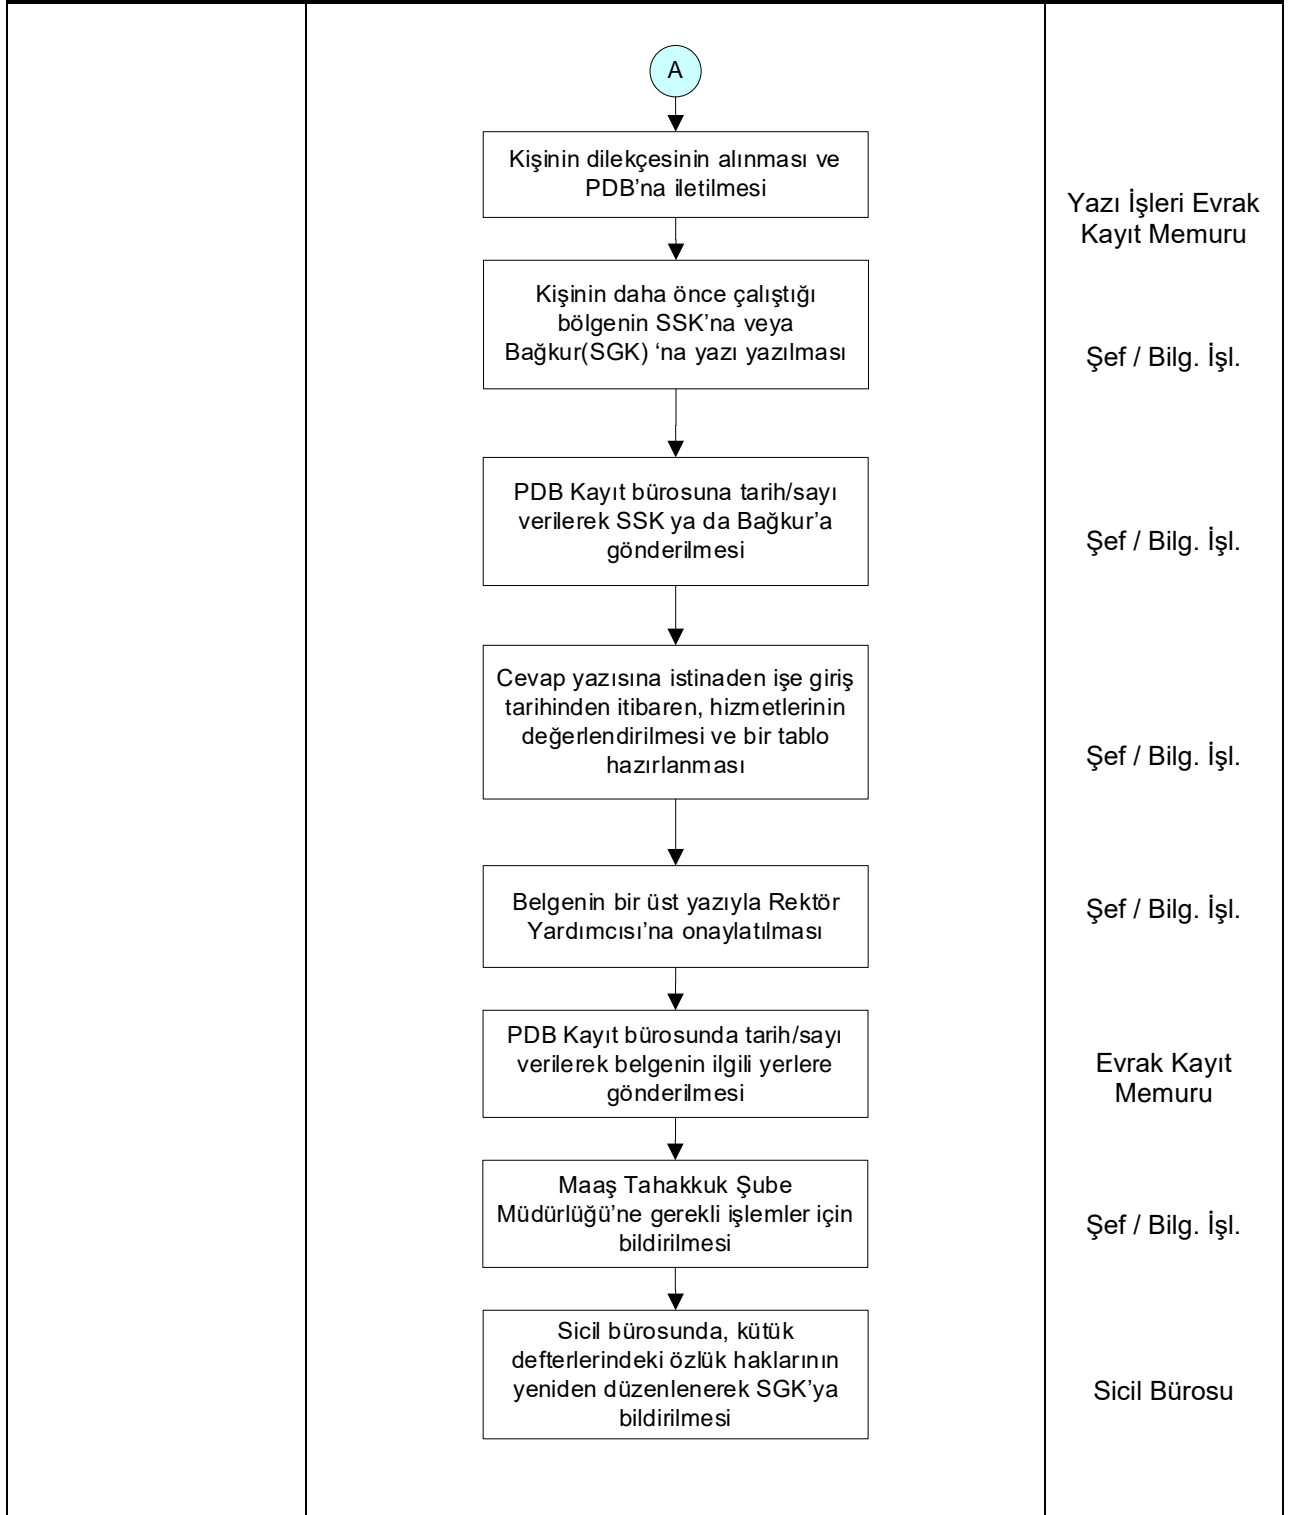 A
Kişinin dilekçesinin alınması ve
PDB’na iletilmesi
Yazı İşleri Evrak
Kayıt Memuru
Kişinin daha önce çalıştığı
bölgenin SSK’na veya
Bağkur(SGK) ‘na yazı yazılması
Şef / Bilg. İşl.
PDB Kayıt bürosuna tarih/sayı
verilerek SSK ya da Bağkur’a
gönderilmesi
Şef / Bilg. İşl.
Cevap yazısına istinaden işe giriş
tarihinden itibaren, hizmetlerinin
değerlendirilmesi ve bir tablo
hazırlanması
Şef / Bilg. İşl.
Belgenin bir üst yazıyla Rektör
Yardımcısı’na onaylatılması
Şef / Bilg. İşl.
PDB Kayıt bürosunda tarih/sayı
verilerek belgenin ilgili yerlere
gönderilmesi
Evrak Kayıt
Memuru
Maaş Tahakkuk Şube
Müdürlüğü’ne gerekli işlemler için
bildirilmesi
Şef / Bilg. İşl.
Sicil bürosunda, kütük
defterlerindeki özlük haklarının
yeniden düzenlenerek SGK’ya
bildirilmesi
Sicil Bürosu